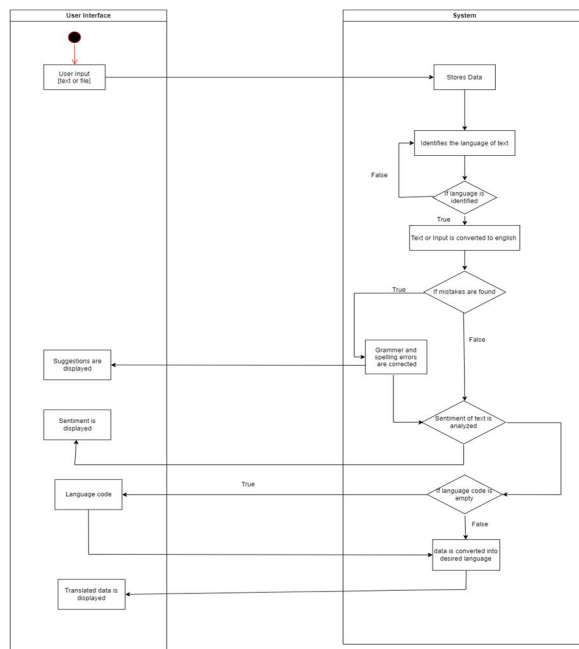 User Interface
System
User Input
[text or file]
Stores Data
Identifies the language of text
False
If language is
identified
True
Text or Input is converted to english
If mistakes are found
True
False
Grammer and
spelling errors
are corrected
Suggestions are
displayed
Sentiment of text is
analyzed
Sentiment is
displayed
True
If language code is
empty
Language code
False
data is converted into
desired language
Translated data is
displayed